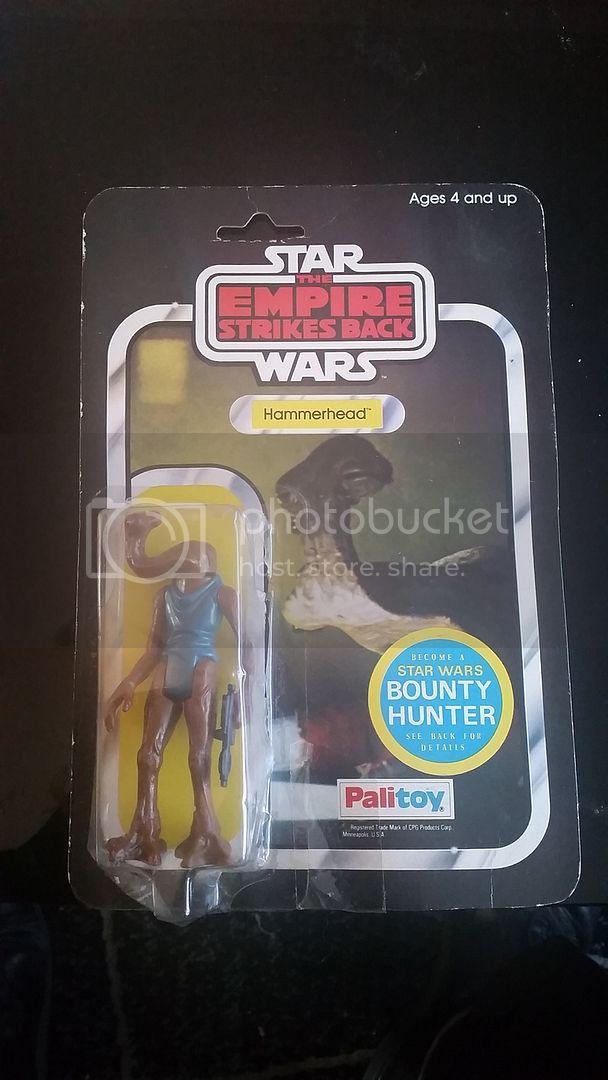 Ages 4 and up
STAR
THE
EMPIRE
STRIKES BACK
WARS™
Hammerhead™
photobucket
host. store. share.
BECOME A
STAR WARS
BOUNTY
HUNTER
SEE BACK FOR
DETAILS
Palitoy®
Registered Trade Mark of CPG Products Corp.
Minneapolis U.S.A.